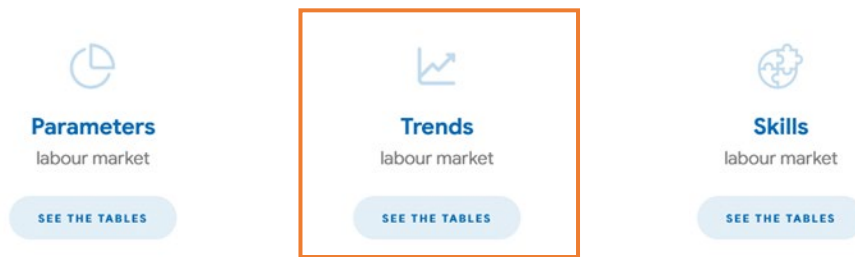 Parameters
labour market
SEE THE TABLES
Trends
labour market
SEE THE TABLES
Skills
labour market
SEE THE TABLES